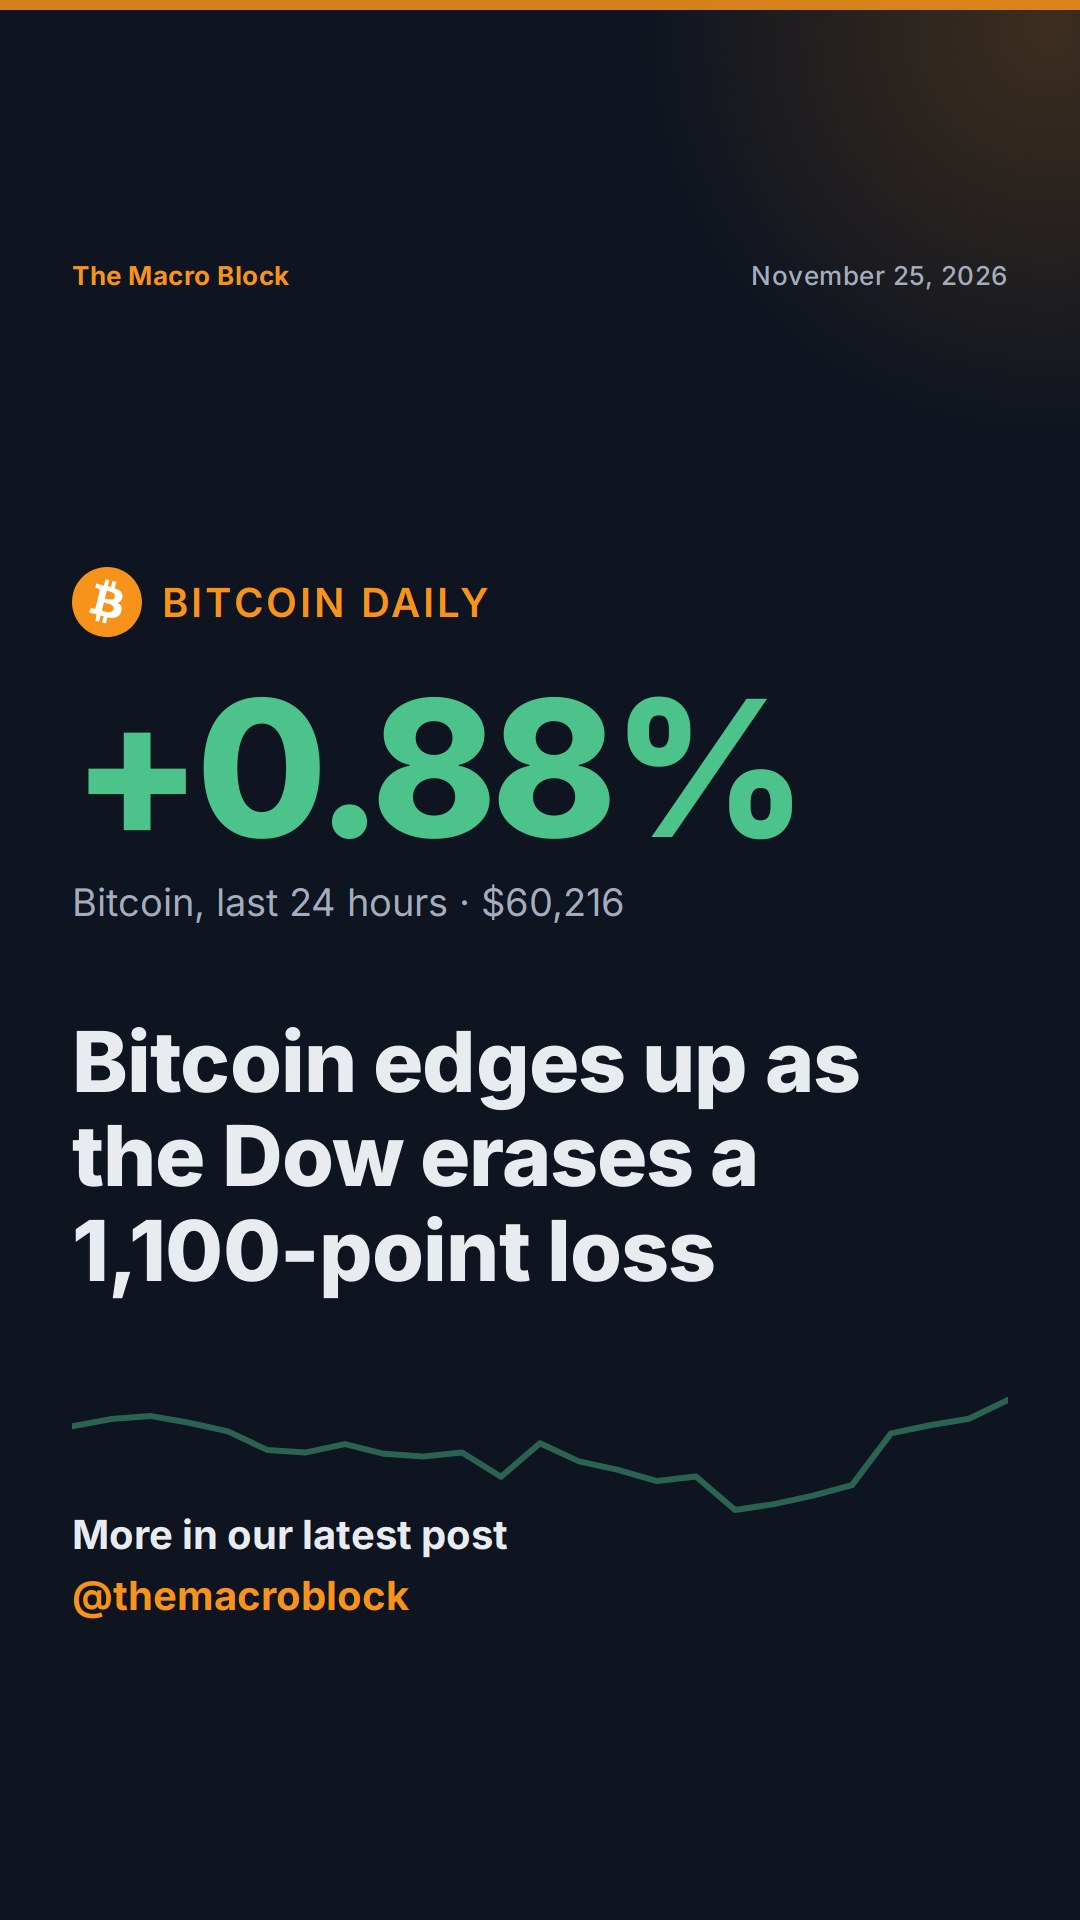 The Macro Block
November 25, 2026
BITCOIN DAILY
+0.88%
Bitcoin, last 24 hours · $60,216
Bitcoin edges up as
the Dow erases a
1,100-point loss
More in our latest post
@themacroblock